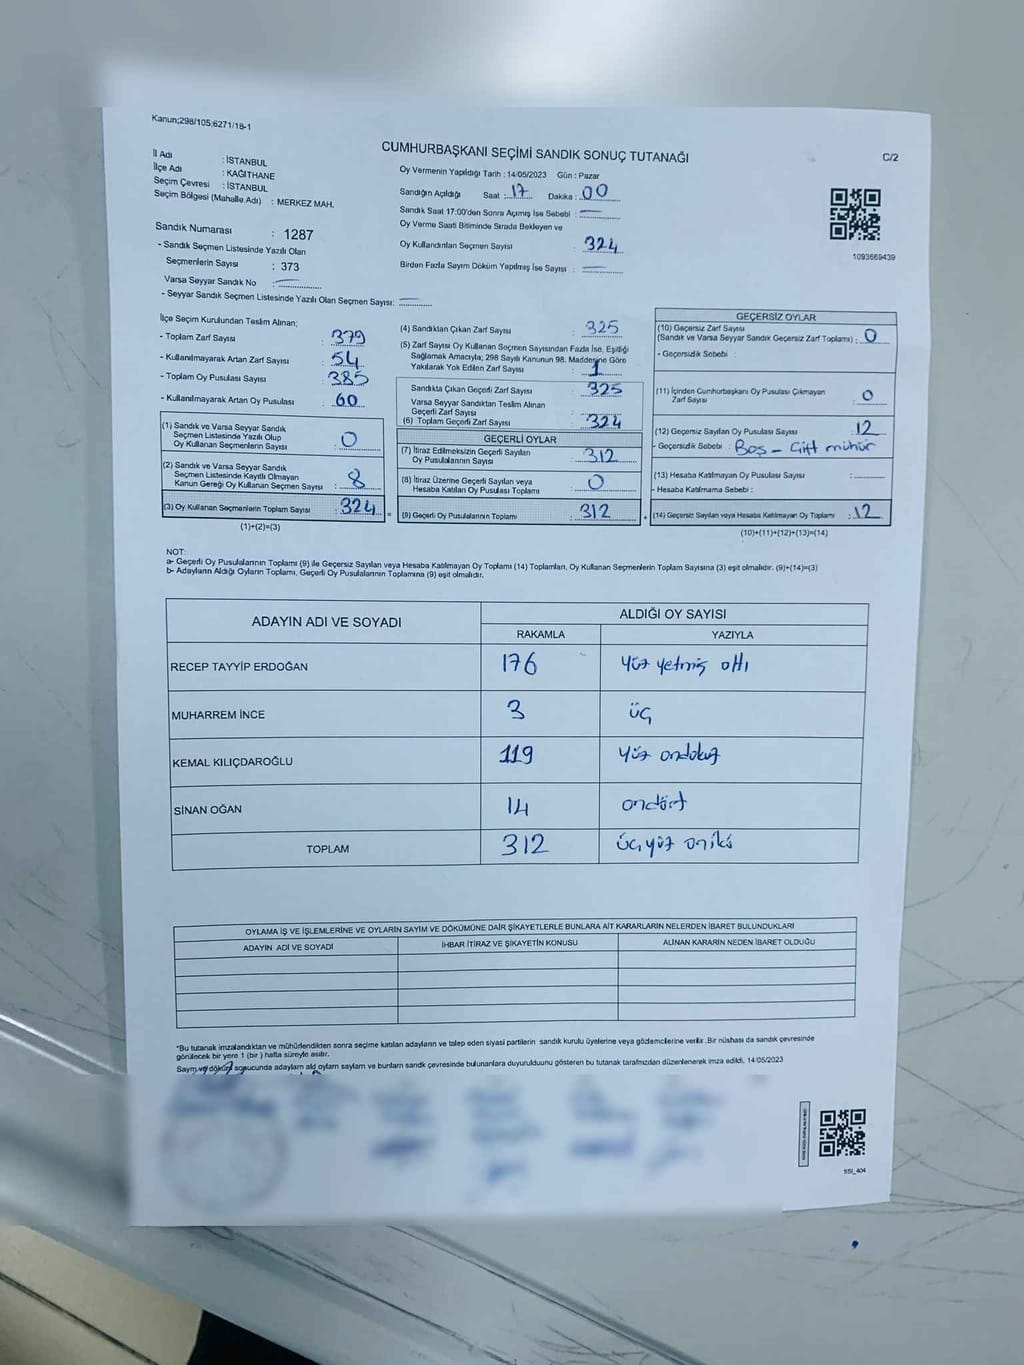 Kanun;298/105,6271/18-1
CUMHURBAŞKANI SEÇİMİ SANDIK SONUÇ TUTANAĞI
C/2
İl Adı : İSTANBUL
İlçe Adı : KAĞITHANE
Seçim Çevresi : İSTANBUL
Seçim Bölgesi (Mahalle Adı) : MERKEZ MAH.
Sandık Numarası : 1287
- Sandık Seçmen Listesinde Yazılı Olan
Seçmenlerin Sayısı : 373
Varsa Seyyar Sandık No :
- Seyyar Sandık Seçmen Listesinde Yazılı Olan Seçmen Sayısı:
Oy Vermenin Yapıldığı Tarih : 14/05/2023 Gün : Pazar
Sandığın Açıldığı Saat : 17 Dakika : 00
Sandık Saat 17:00'den Sonra Açımış İse Sebebi :
Oy Verme Saati Bitiminde Sırada Bekleyen ve
Oy Kullandırılan Seçmen Sayısı : 324
Birden Fazla Sayım Döküm Yapılmış İse Sayısı :
1093669439
İlçe Seçim Kurulundan Teslim Alınan;
- Toplam Zarf Sayısı : 379
- Kullanılmayarak Artan Zarf Sayısı : 54
- Toplam Oy Pusulası Sayısı : 385
- Kullanılmayarak Artan Oy Pusulası : 60
(1) Sandık ve Varsa Seyyar Sandık
Seçmen Listesinde Yazılı Olup
Oy Kullanan Seçmenlerin Sayısı : 0
(2) Sandık ve Varsa Seyyar Sandık
Seçmen Listesinde Kayıtlı Olmayan
Kanun Gereği Oy Kullanan Seçmen Sayısı : 8
(3) Oy Kullanan Seçmenlerin Toplam Sayısı : 324 =
(1)+(2)=(3)
(4) Sandıktan Çıkan Zarf Sayısı : 325
(5) Zarf Sayısı Oy Kullanan Seçmen Sayısından Fazla İse, Eşitliği
Sağlamak Amacıyla; 298 Sayılı Kanunun 98. Maddesine Göre
Yakılarak Yok Edilen Zarf Sayısı : 1
Sandıkta Çıkan Geçerli Zarf Sayısı : 325
Varsa Seyyar Sandıktan Teslim Alınan
Geçerli Zarf Sayısı :
(6) Toplam Geçerli Zarf Sayısı : 324
GEÇERLİ OYLAR
(7) İtiraz Edilmeksizin Geçerli Sayılan
Oy Pusulalarının Sayısı : 312
(8) İtiraz Üzerine Geçerli Sayılan veya
Hesaba Katılan Oy Pusulası Toplamı : 0
(9) Geçerli Oy Pusulalarının Toplamı : 312 +
GEÇERSİZ OYLAR
(10) Geçersiz Zarf Sayısı
(Sandık ve Varsa Seyyar Sandık Geçersiz Zarf Toplamı) : 0
- Geçersizlik Sebebi :
(11) İçinden Cumhurbaşkanı Oy Pusulası Çıkmayan
Zarf Sayısı : 0
(12) Geçersiz Sayılan Oy Pusulası Sayısı : 12
- Geçersizlik Sebebi : Boş - Çift mühür
(13) Hesaba Katılmayan Oy Pusulası Sayısı :
- Hesaba Katılmama Sebebi :
(14) Geçersiz Sayılan veya Hesaba Katılmayan Oy Toplamı : 12
(10)+(11)+(12)+(13)=(14)
NOT:
a- Geçerli Oy Pusulalarının Toplamı (9) ile Geçersiz Sayılan veya Hesaba Katılmayan Oy Toplamı (14) Toplamları, Oy Kullanan Seçmenlerin Toplam Sayısına (3) eşit olmalıdır. (9)+(14)=(3)
b- Adayların Aldığı Oyların Toplamı, Geçerli Oy Pusulalarının Toplamına (9) eşit olmalıdır.
ADAYIN ADI VE SOYADI ALDIĞI OY SAYISI
RAKAMLA YAZIYLA
RECEP TAYYİP ERDOĞAN 176 yüz yetmiş altı
MUHARREM İNCE 3 üç
KEMAL KILIÇDAROĞLU 119 yüz ondokuz
SİNAN OĞAN 14 ondört
TOPLAM 312 üçyüz oniki
OYLAMA İŞ VE İŞLEMLERİNE VE OYLARIN SAYIM VE DÖKÜMÜNE DAİR ŞİKAYETLERLE BUNLARA AİT KARARLARIN NELERDEN İBARET BULUNDUKLARI
ADAYIN ADI VE SOYADI İHBAR İTİRAZ VE ŞİKAYETİN KONUSU ALINAN KARARIN NEDEN İBARET OLDUĞU
*Bu tutanak imzalandıktan ve mühürlendikten sonra seçime katılan adayların ve talep eden siyasi partilerin sandık kurulu üyelerine veya gözlemcilerine verilir .Bir nüshası da sandık çevresinde
görülecek bir yere 1 (bir ) hafta süreyle asılır.
Sayım ve döküm sonucunda adayların aldı oyların sayıları ve bunların sandık çevresinde bulunanlara duyurulduunu gösteren bu tutanak tarafımızdan düzenlenerek imza edildi. 14/05/2023
SSI_404